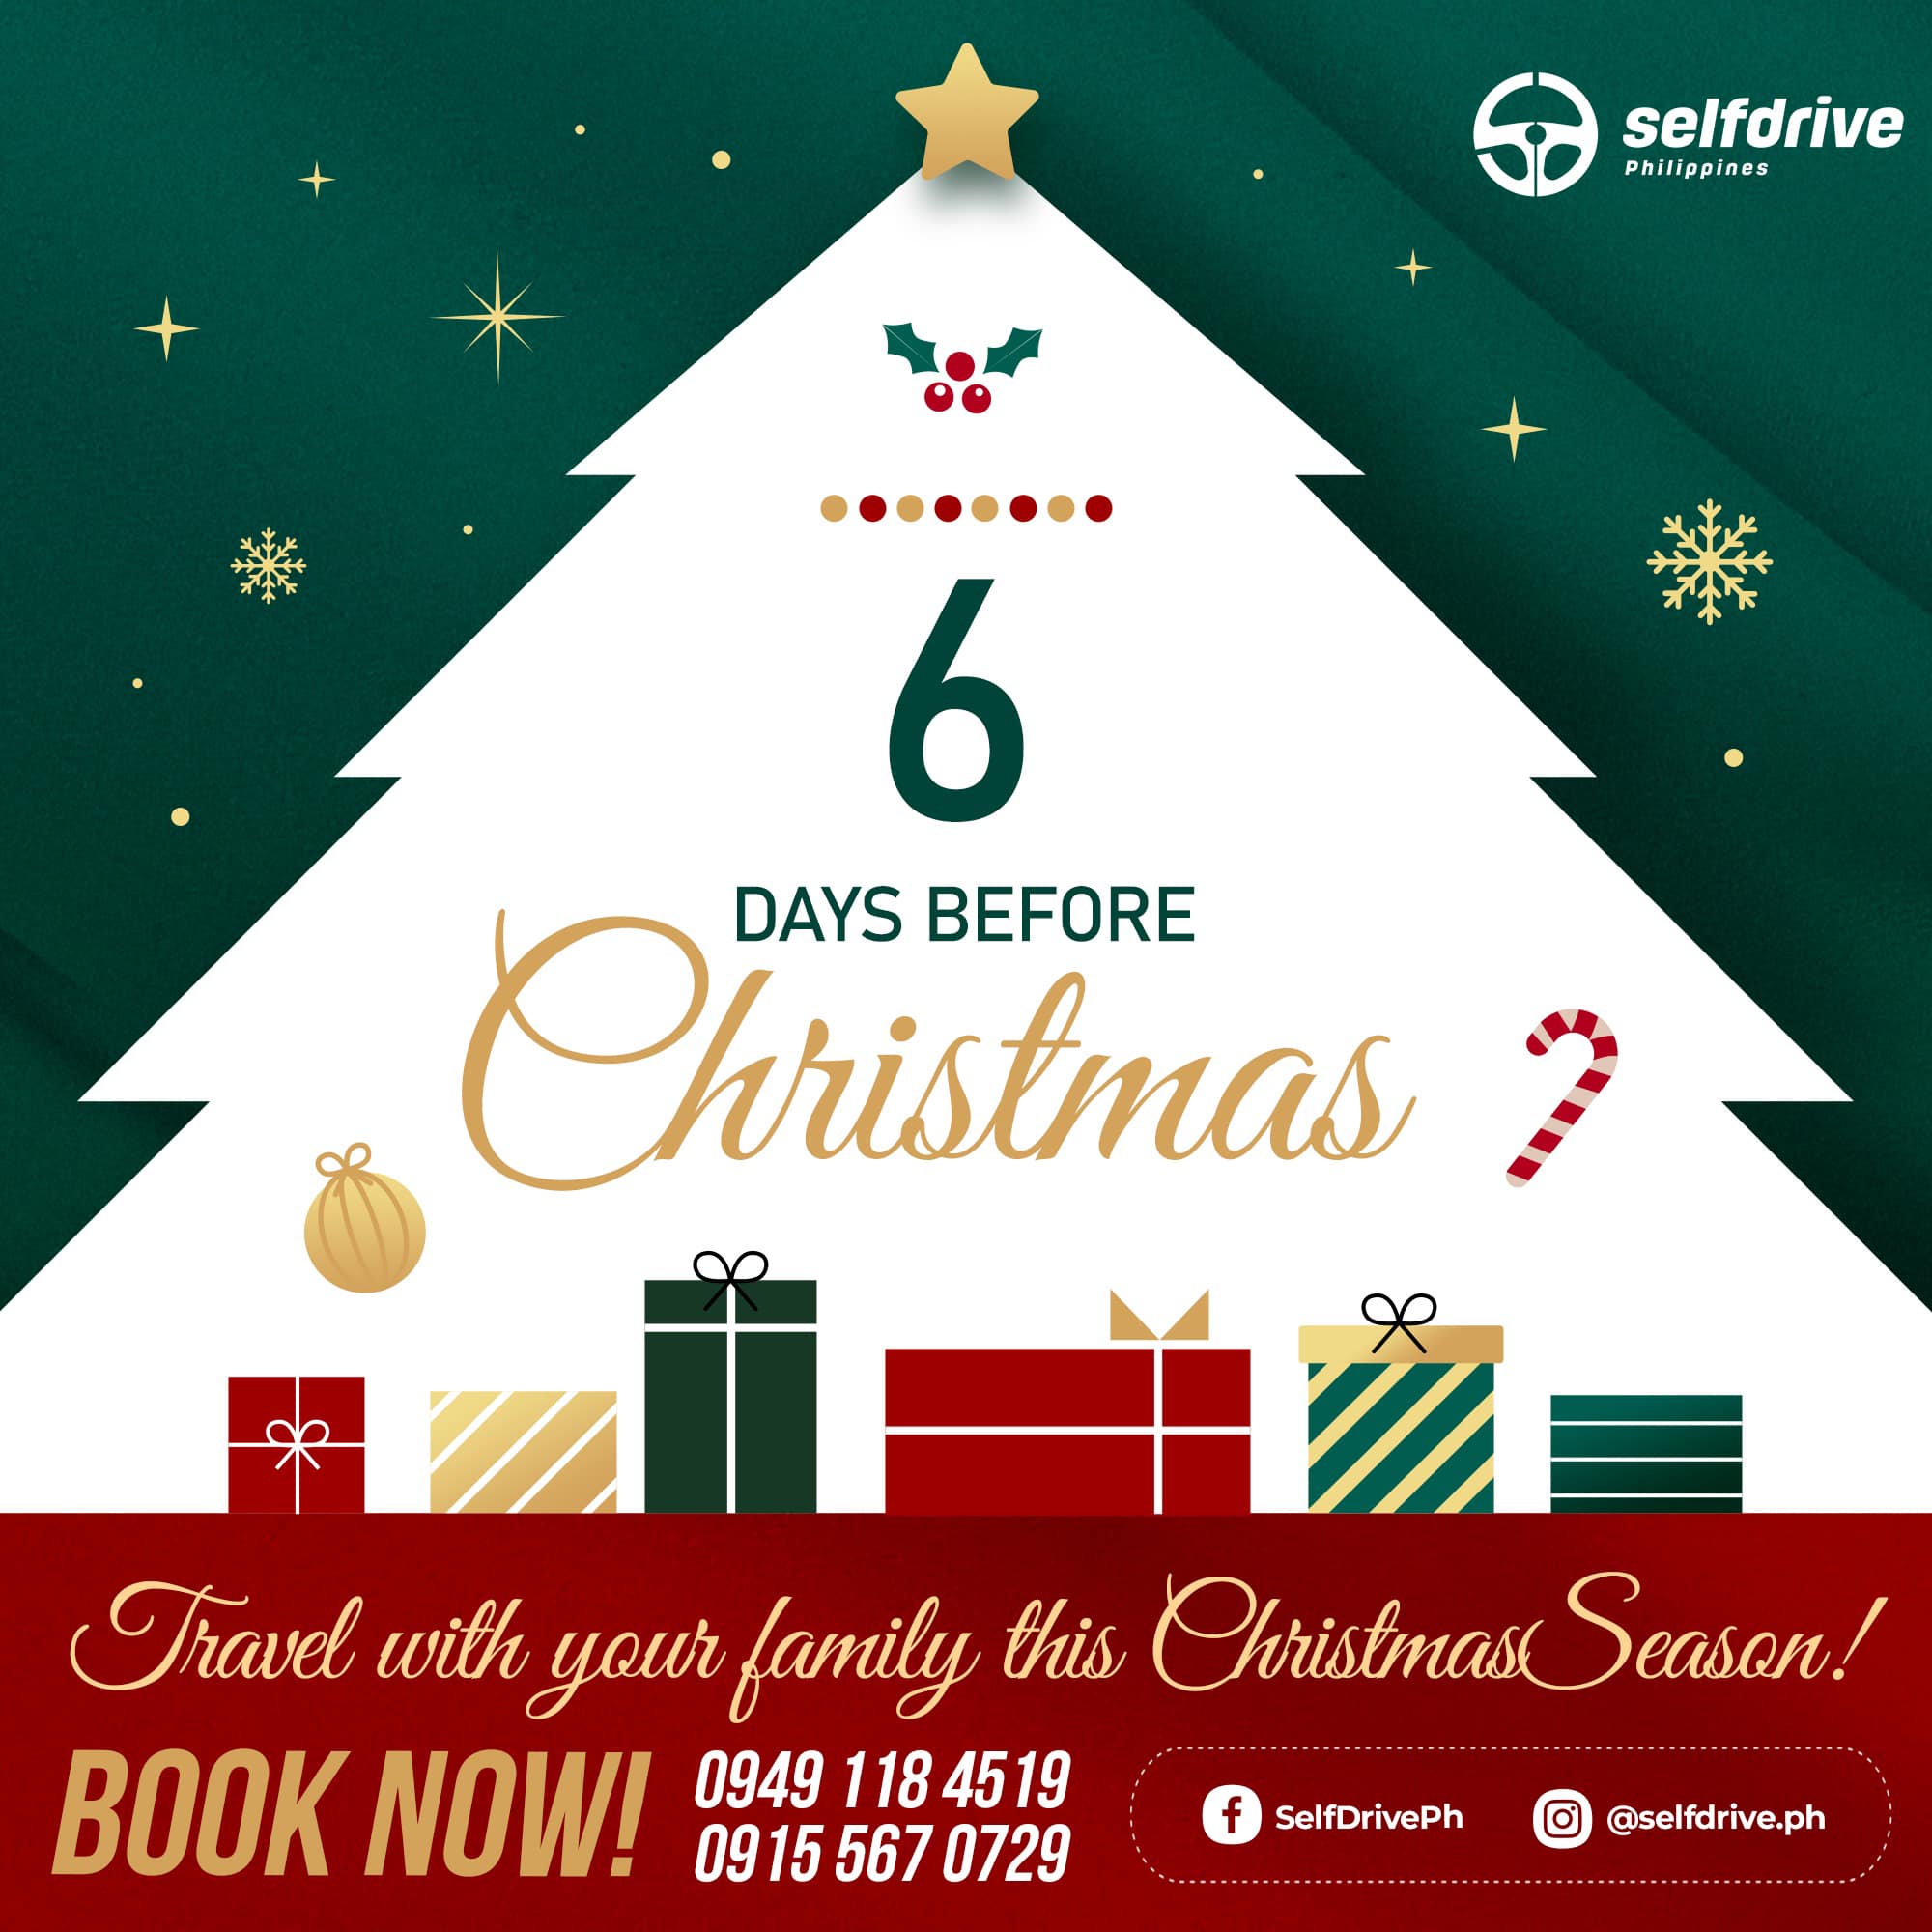 selfdrive
Philippines
6
DAYS BEFORE
Christmas
Travel with your family this Christmas Season!
BOOK NOW!
0949 118 4519
0915 567 0729
SelfDrivePh
@selfdrive.ph